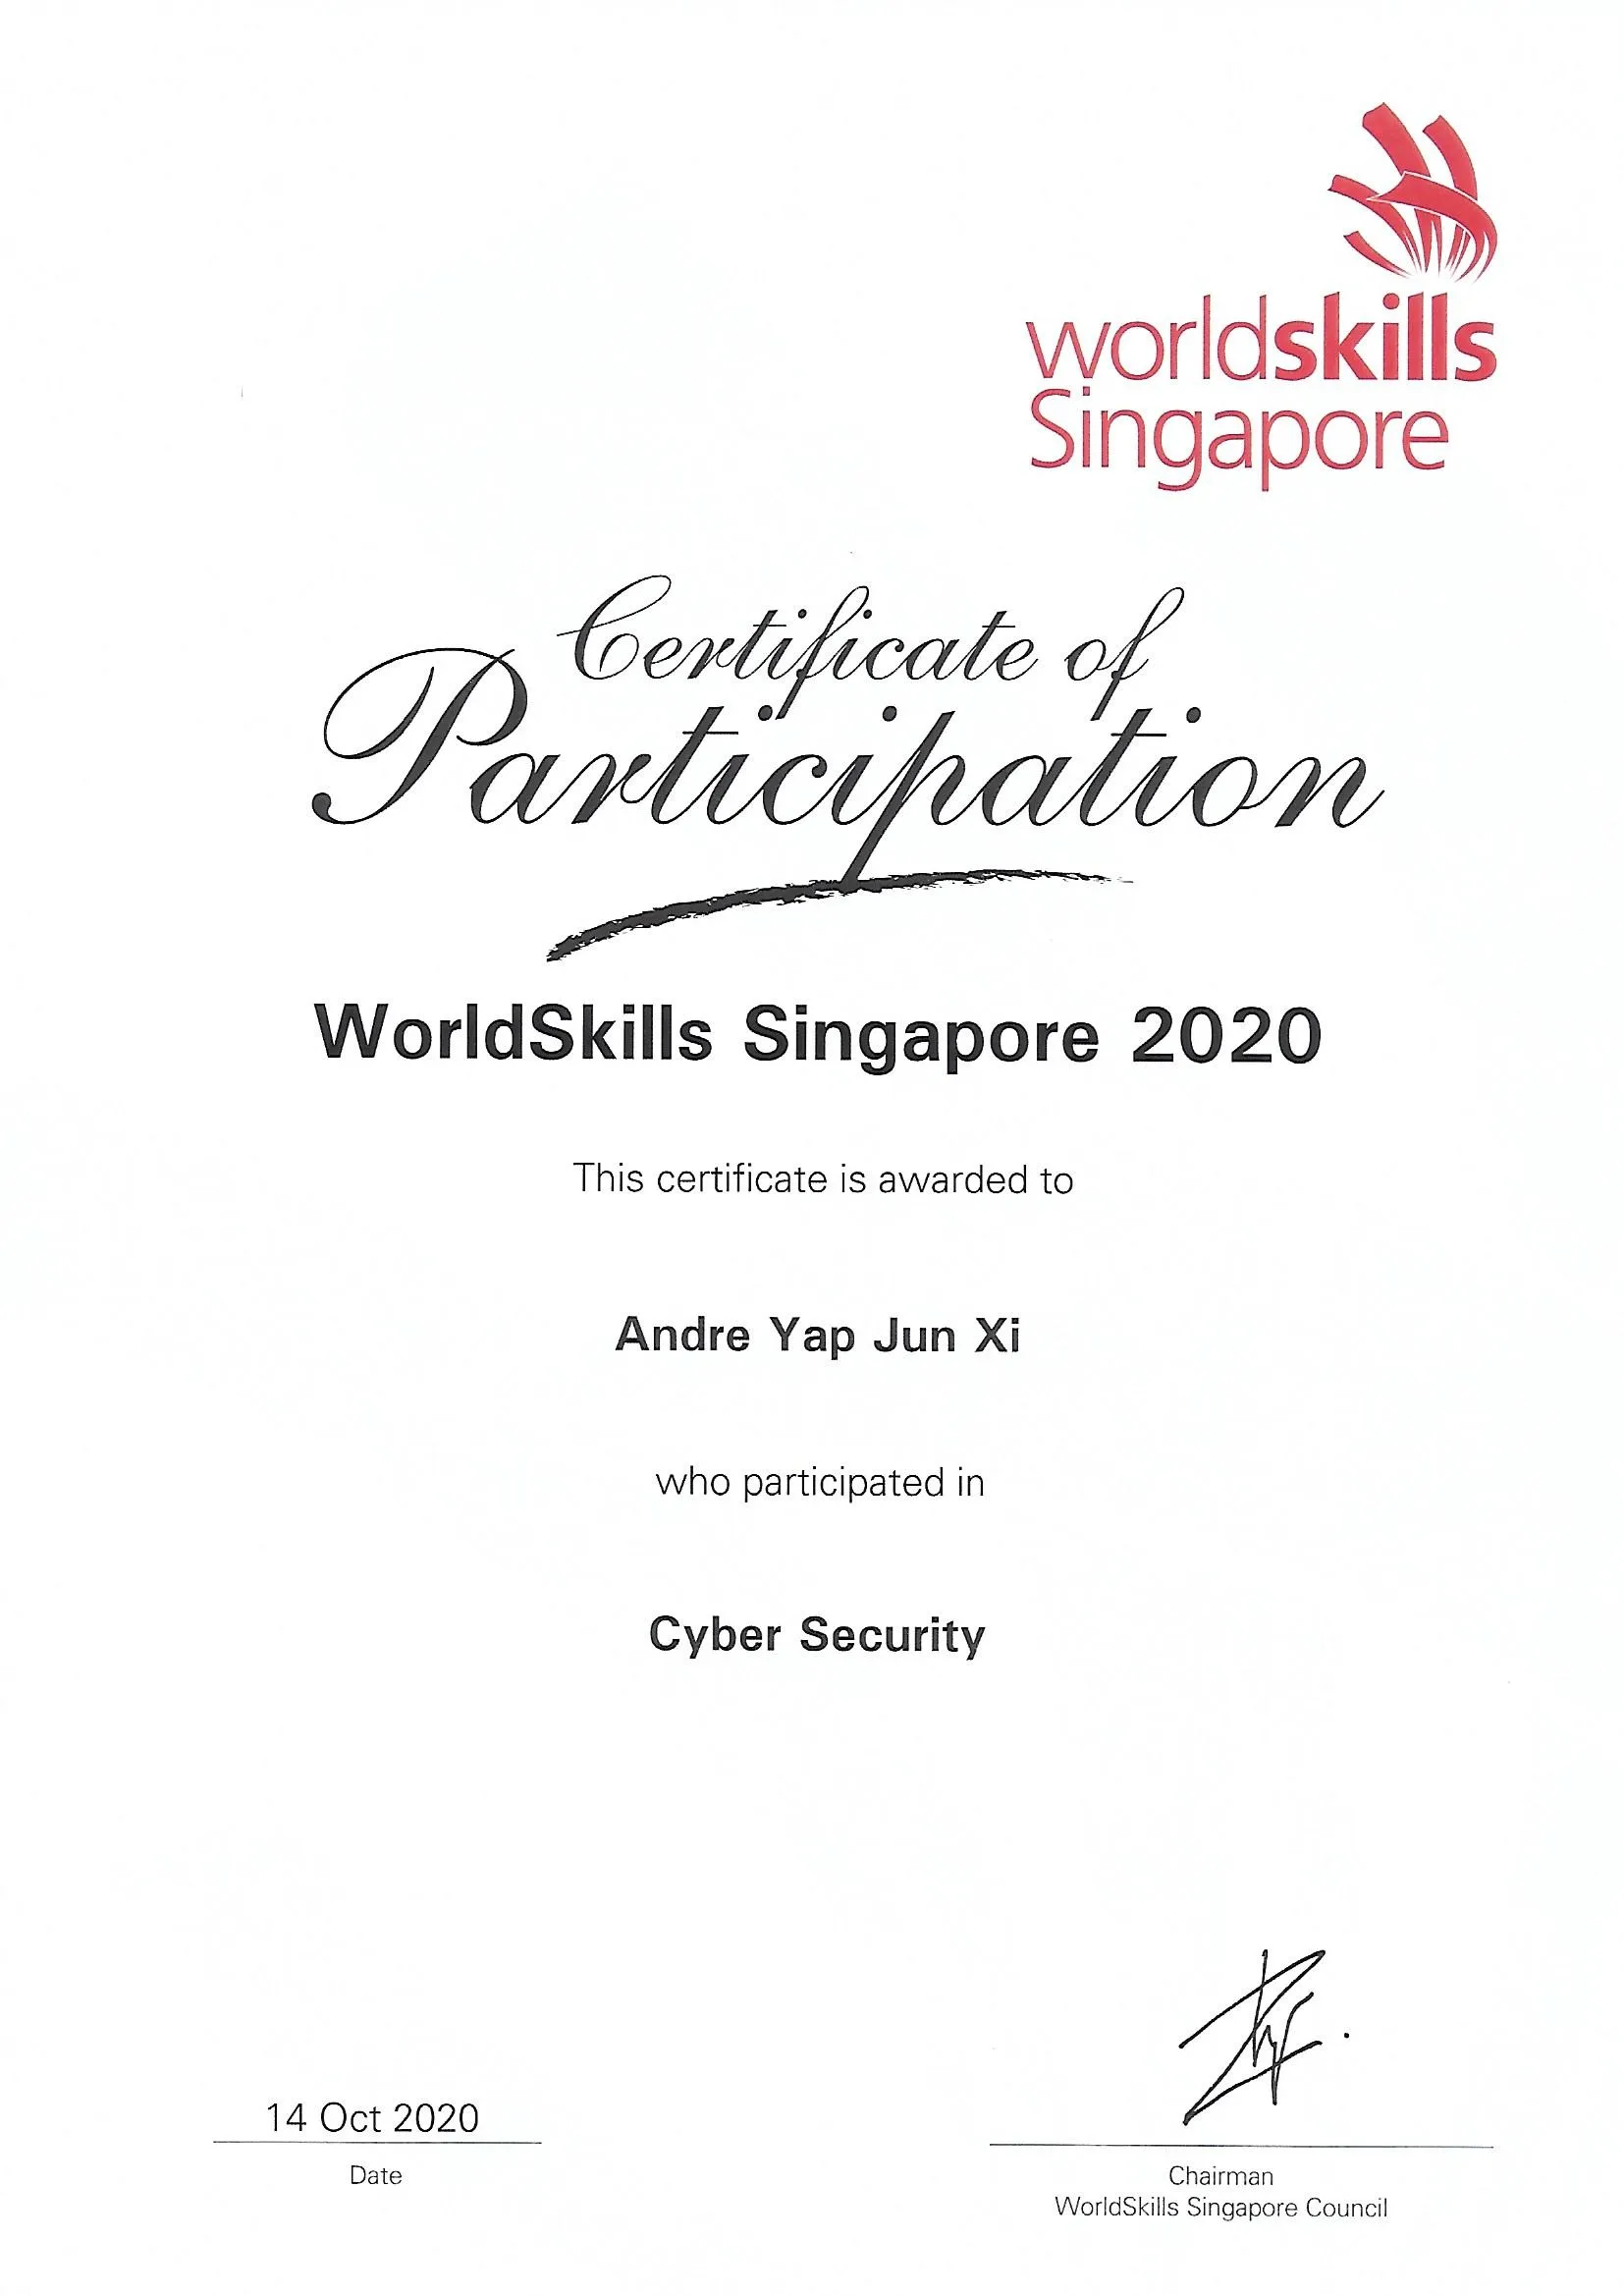 worldskills
Singapore
Certificate of
Participation
WorldSkills Singapore 2020
This certificate is awarded to
Andre Yap Jun Xi
who participated in
Cyber Security
14 Oct 2020
Date
Chairman
WorldSkills Singapore Council